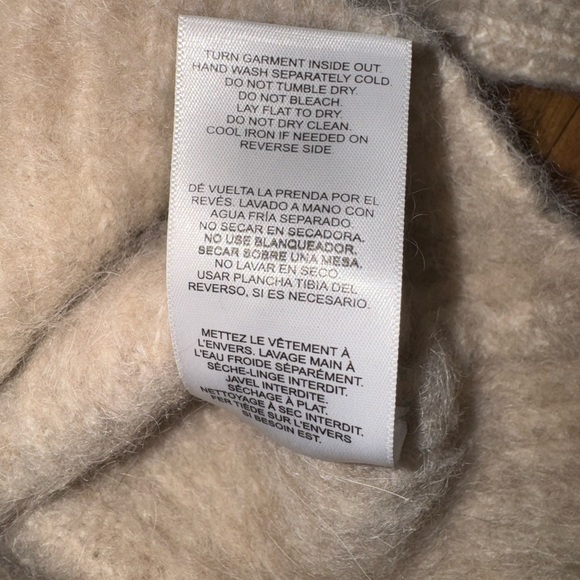 TURN GARMENT INSIDE OUT.
HAND WASH SEPARATELY COLD.
DO NOT TUMBLE DRY.
DO NOT BLEACH.
LAY FLAT TO DRY.
DO NOT DRY CLEAN.
COOL IRON IF NEEDED ON
REVERSE SIDE
DÉ VUELTA LA PRENDA POR EL
REVÉS. LAVADO A MANO CON
AGUA FRÍA SEPARADO.
NO SECAR EN SECADORA.
NO USE BLANQUEADOR.
SECAR SOBRE UNA MESA.
NO LAVAR EN SECO.
USAR PLANCHA TIBIA DEL
REVERSO, SI ES NECESARIO.
METTEZ LE VÊTEMENT À
L'ENVERS. LAVAGE MAIN À
L'EAU FROIDE SÉPARÉMENT.
SÈCHE-LINGE INTERDIT.
JAVEL INTERDITE.
SÉCHAGE À PLAT.
NETTOYAGE À SEC INTERDIT.
FER TIÈDE SUR L'ENVERS
SI BESOIN EST.